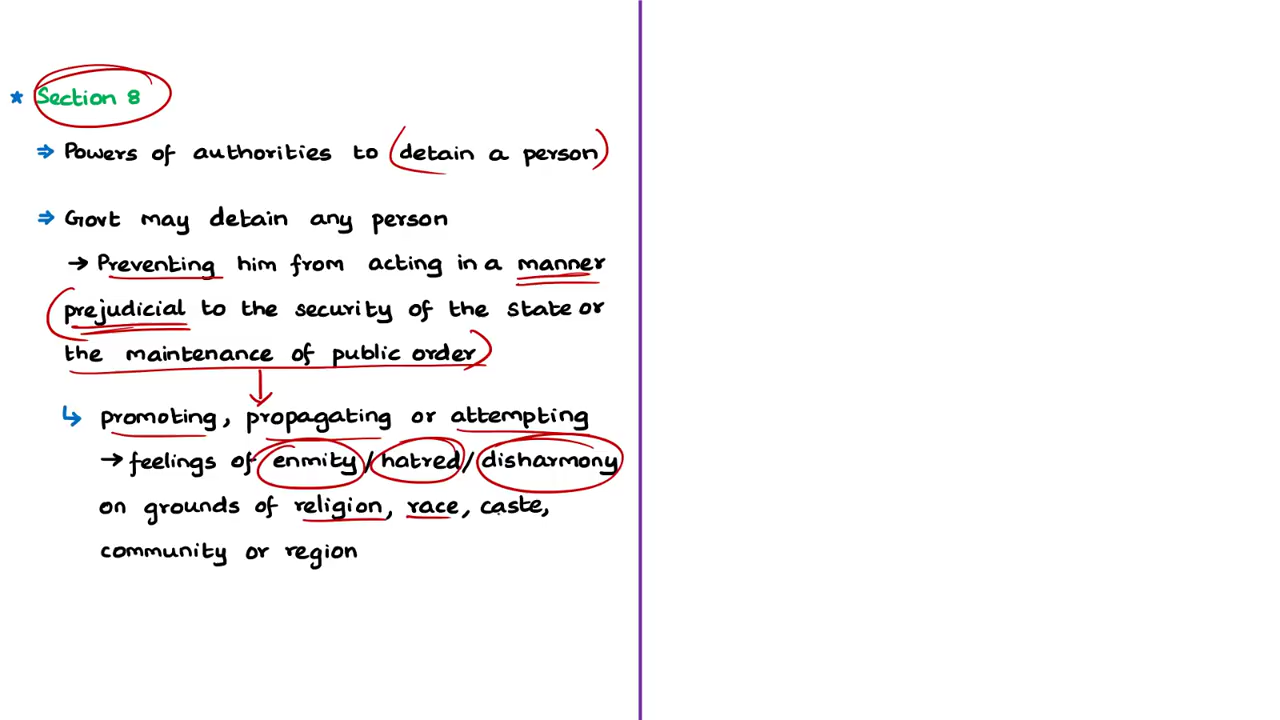 * Section 8
⇒ Powers of authorities to (detain a person)
⇒ Govt may detain any person
→ Preventing him from acting in a manner
(prejudicial to the security of the state or
the maintenance of public order)
↳ promoting, propagating or attempting
→ feelings of enmity/hatred/disharmony
on grounds of religion, race, caste,
community or region